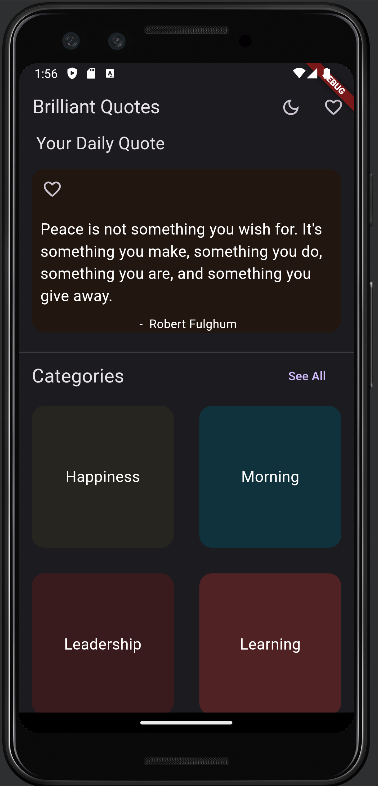 1:56
DEBUG
Brilliant Quotes
Your Daily Quote
Peace is not something you wish for. It's
something you make, something you do,
something you are, and something you
give away.
- Robert Fulghum
Categories
See All
Happiness
Morning
Leadership
Learning